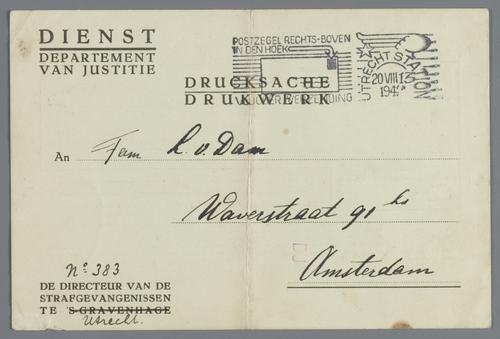 DIENST
DEPARTEMENT
VAN JUSTITIE
POSTZEGEL RECHTS-BOVEN
IN DEN HOEK
UTRECHT STATION
20 VIII 13
194
DRUCKSACHE
DRUKWERK
An Fam L. v. Dam
Waverstraat 91 hs
Amsterdam
No 383
DE DIRECTEUR VAN DE
STRAFGEVANGENISSEN
TE 'S-GRAVENHAGE
Utrecht.